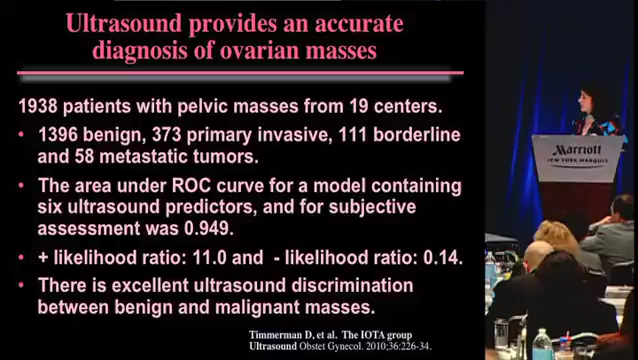 Ultrasound provides an accurate
diagnosis of ovarian masses
1938 patients with pelvic masses from 19 centers.
• 1396 benign, 373 primary invasive, 111 borderline
and 58 metastatic tumors.
• The area under ROC curve for a model containing
six ultrasound predictors, and for subjective
assessment was 0.949.
• + likelihood ratio: 11.0 and - likelihood ratio: 0.14.
• There is excellent ultrasound discrimination
between benign and malignant masses.
Timmerman D, et al. The IOTA group
Ultrasound Obstet Gynecol. 2010;36:226-34.
Marriott
NEW YORK MARQUIS